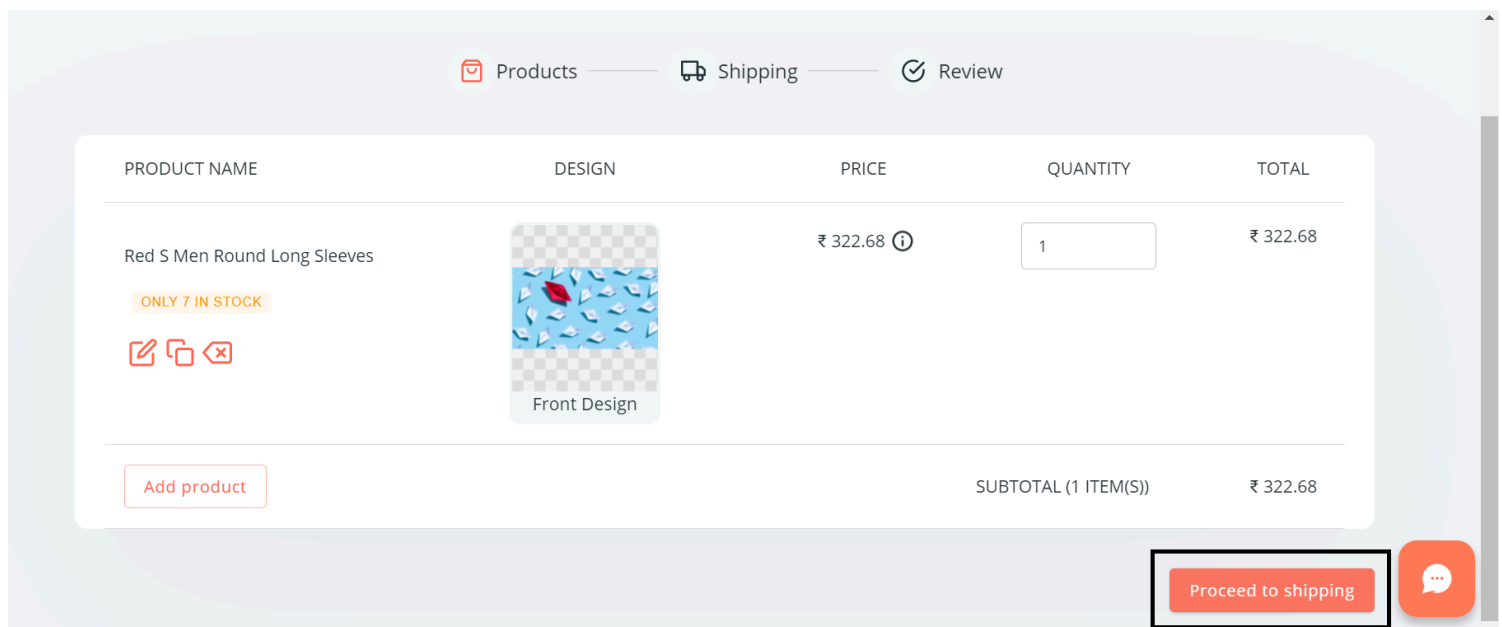 Products
Shipping
Review
PRODUCT NAME
DESIGN
PRICE
QUANTITY
TOTAL
Red S Men Round Long Sleeves
₹ 322.68
1
₹ 322.68
ONLY 7 IN STOCK
Front Design
Add product
SUBTOTAL (1 ITEM(S))
₹ 322.68
Proceed to shipping